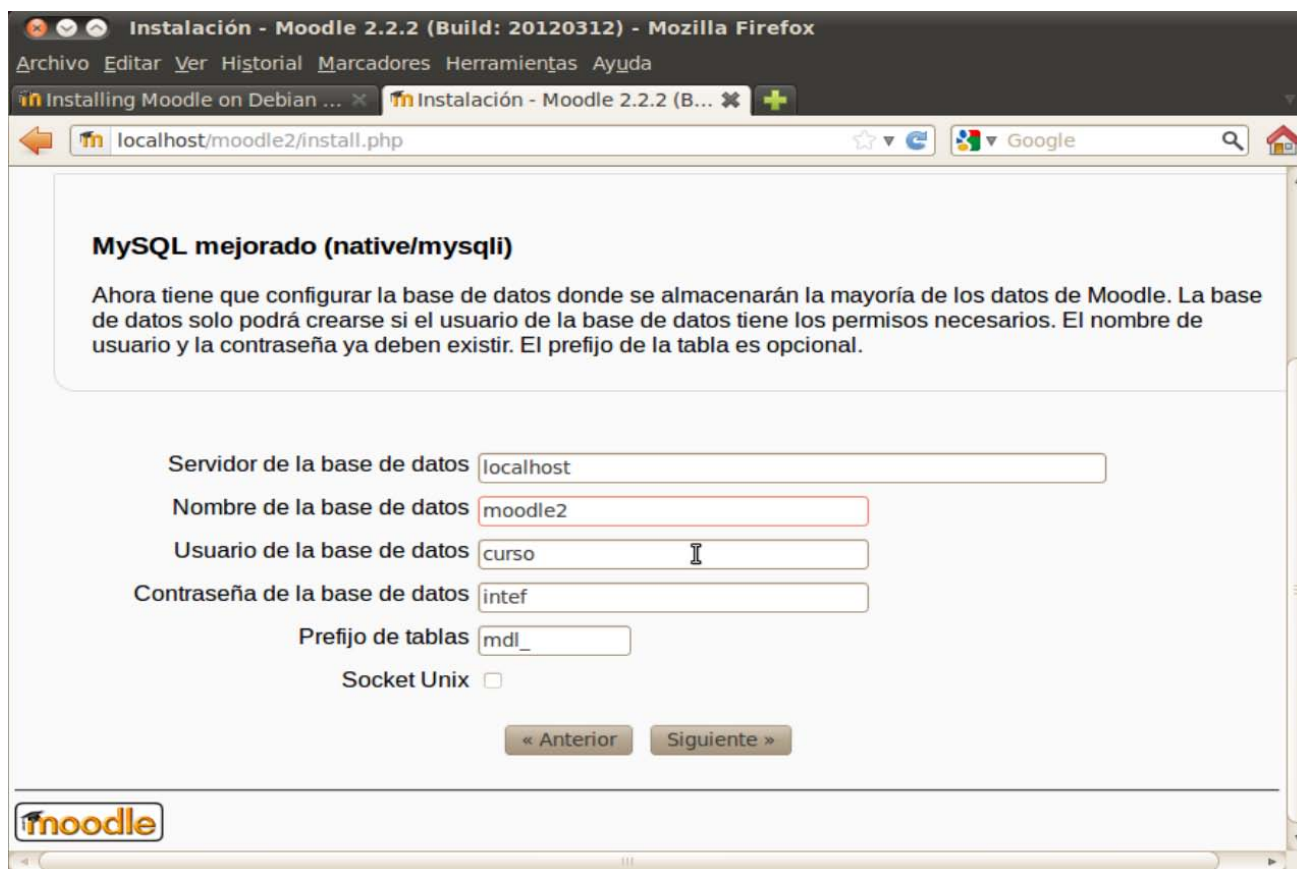 Instalación - Moodle 2.2.2 (Build: 20120312) - Mozilla Firefox
Archivo Editar Ver Historial Marcadores Herramientas Ayuda
Installing Moodle on Debian ... Instalación - Moodle 2.2.2 (B...
localhost/moodle2/install.php Google
MySQL mejorado (native/mysqli)
Ahora tiene que configurar la base de datos donde se almacenarán la mayoría de los datos de Moodle. La base
de datos solo podrá crearse si el usuario de la base de datos tiene los permisos necesarios. El nombre de
usuario y la contraseña ya deben existir. El prefijo de la tabla es opcional.
Servidor de la base de datos localhost
Nombre de la base de datos moodle2
Usuario de la base de datos curso
Contraseña de la base de datos intef
Prefijo de tablas mdl_
Socket Unix
« Anterior Siguiente »
moodle